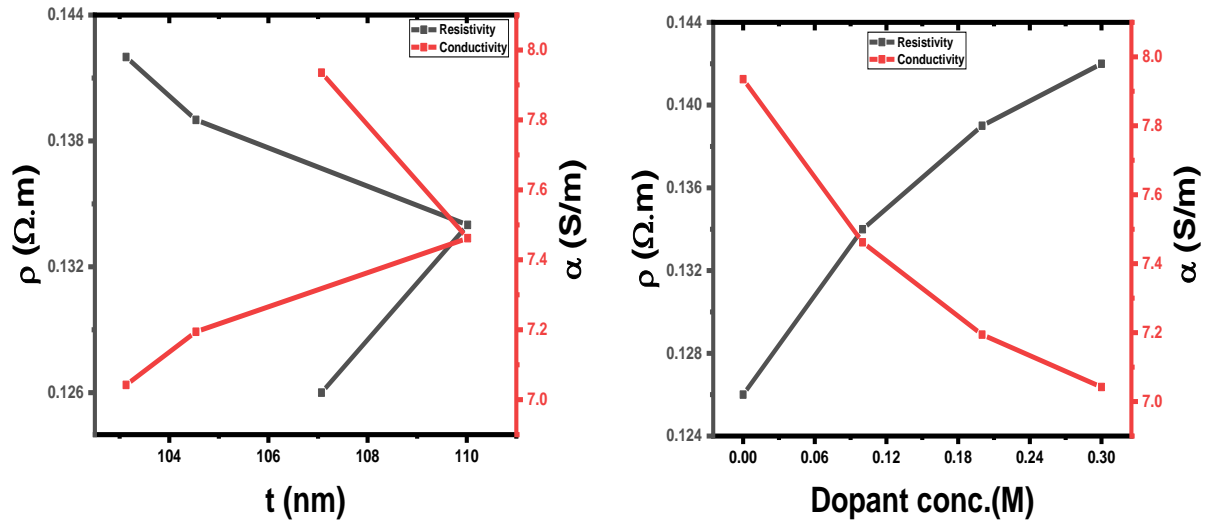 0.144
0.138
0.132
0.126
ρ (Ω.m)
Resistivity
Conductivity
8.0
7.8
7.6
7.4
7.2
7.0
α (S/m)
104 106 108 110
t (nm)
0.144
0.140
0.136
0.132
0.128
0.124
ρ (Ω.m)
Resistivity
Conductivity
8.0
7.8
7.6
7.4
7.2
7.0
α (S/m)
0.00 0.06 0.12 0.18 0.24 0.30
Dopant conc.(M)